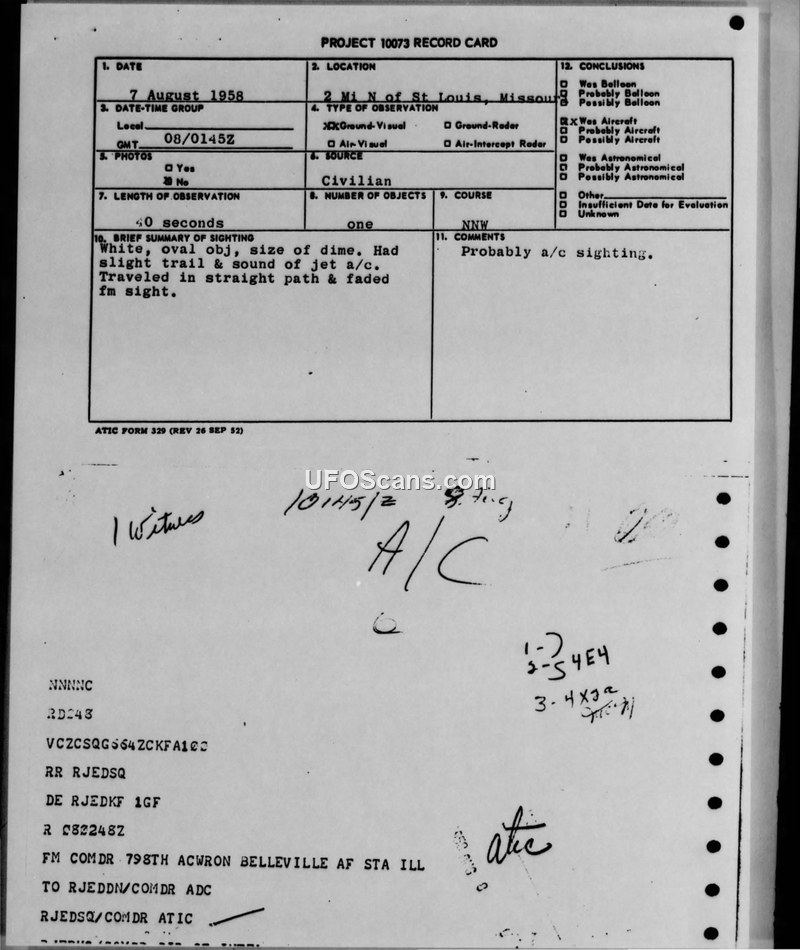 PROJECT 10073 RECORD CARD
1. DATE
7 August 1958
2. LOCATION
2 Mi N of St Louis, Missour
12. CONCLUSIONS
Was Balloon
Probably Balloon
Possibly Balloon
XWas Aircraft
Probably Aircraft
Possibly Aircraft
Was Astronomical
Probably Astronomical
Possibly Astronomical
Other
Insufficient Data for Evaluation
Unknown
3. DATE-TIME GROUP
Local
GMT 08/0145Z
4. TYPE OF OBSERVATION
XXGround-Visual
Ground-Radar
Air-Visual
Air-Intercept Radar
5. PHOTOS
Yes
No
6. SOURCE
Civilian
7. LENGTH OF OBSERVATION
40 seconds
8. NUMBER OF OBJECTS
one
9. COURSE
NNW
10. BRIEF SUMMARY OF SIGHTING
White, oval obj, size of dime. Had
slight trail & sound of jet a/c.
Traveled in straight path & faded
fm sight.
11. COMMENTS
Probably a/c sighting.
ATIC FORM 329 (REV 26 SEP 52)
UFOScans.com
1 Witness
A/C
4E4
NNNNC
VCZCSQG564ZCKFA1
RR RJEDSQ
DE RJEDKF 1GF
R 082248Z
FM COMDR 798TH ACWRON BELLEVILLE AF STA ILL
TO RJEDDN/COMDR ADC
RJEDSQ/COMDR ATIC
atic